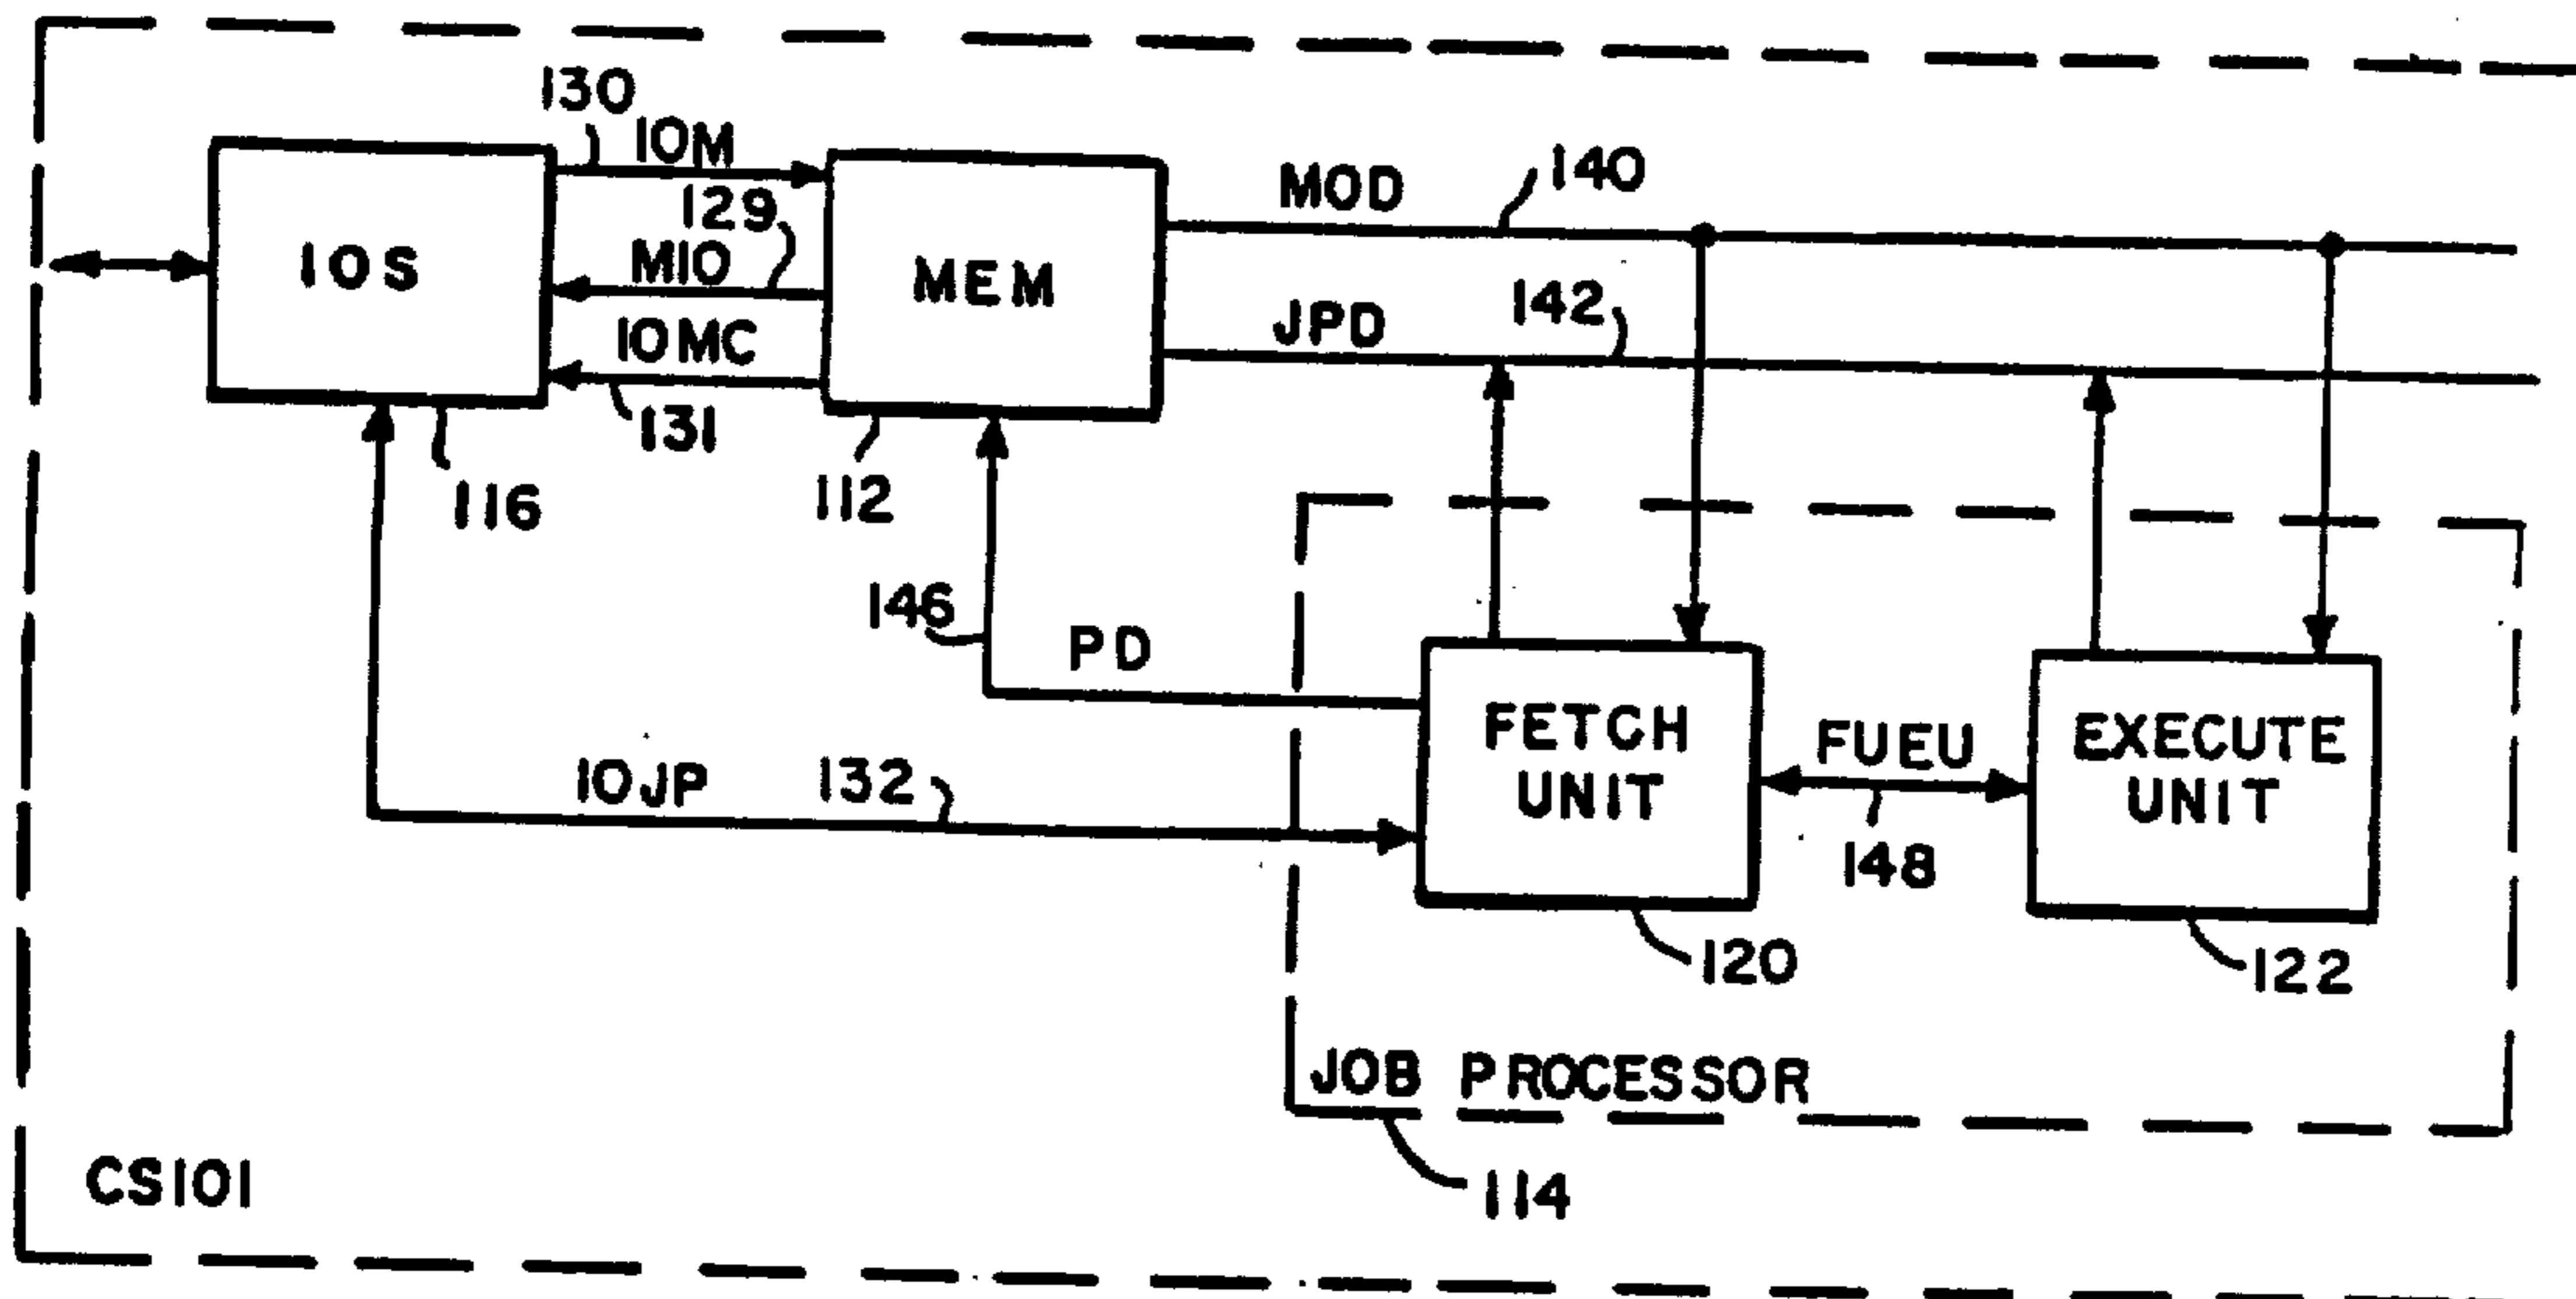 130
IOM
129
IOS
MIO
MEM
IOMC
131
116
112
MOD
140
JPD
142
146
PD
IOJP
132
FETCH
UNIT
FUEU
148
EXECUTE
UNIT
120
122
JOB PROCESSOR
114
CS101